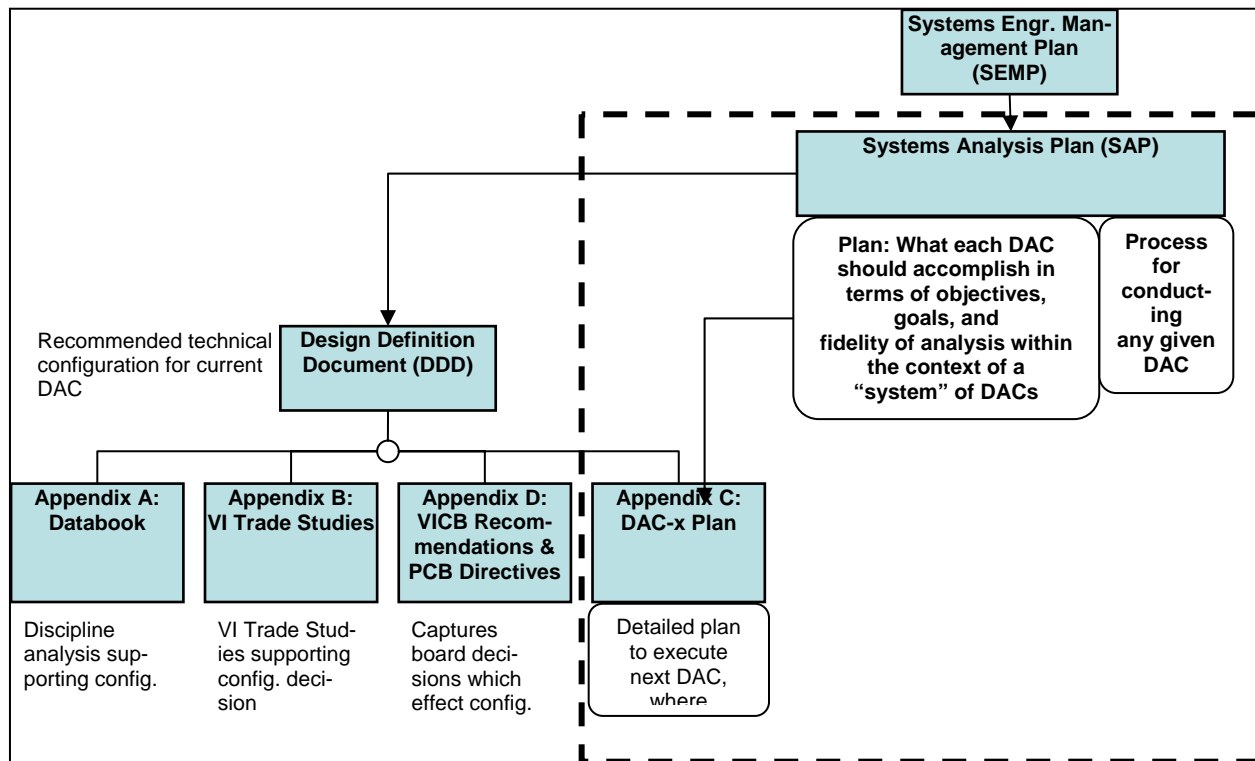 Systems Engr. Man-
agement Plan
(SEMP)
Systems Analysis Plan (SAP)
Plan: What each DAC
should accomplish in
terms of objectives,
goals, and
fidelity of analysis within
the context of a
“system” of DACs
Process
for
conduct-
ing
any given
DAC
Recommended technical
configuration for current
DAC
Design Definition
Document (DDD)
Appendix A:
Databook
Appendix B:
VI Trade Studies
Appendix D:
VICB Recom-
mendations &
PCB Directives
Appendix C:
DAC-x Plan
Discipline
analysis sup-
porting config.
VI Trade Stud-
ies supporting
config. deci-
sion
Captures
board deci-
sions which
effect config.
Detailed plan
to execute
next DAC,
where